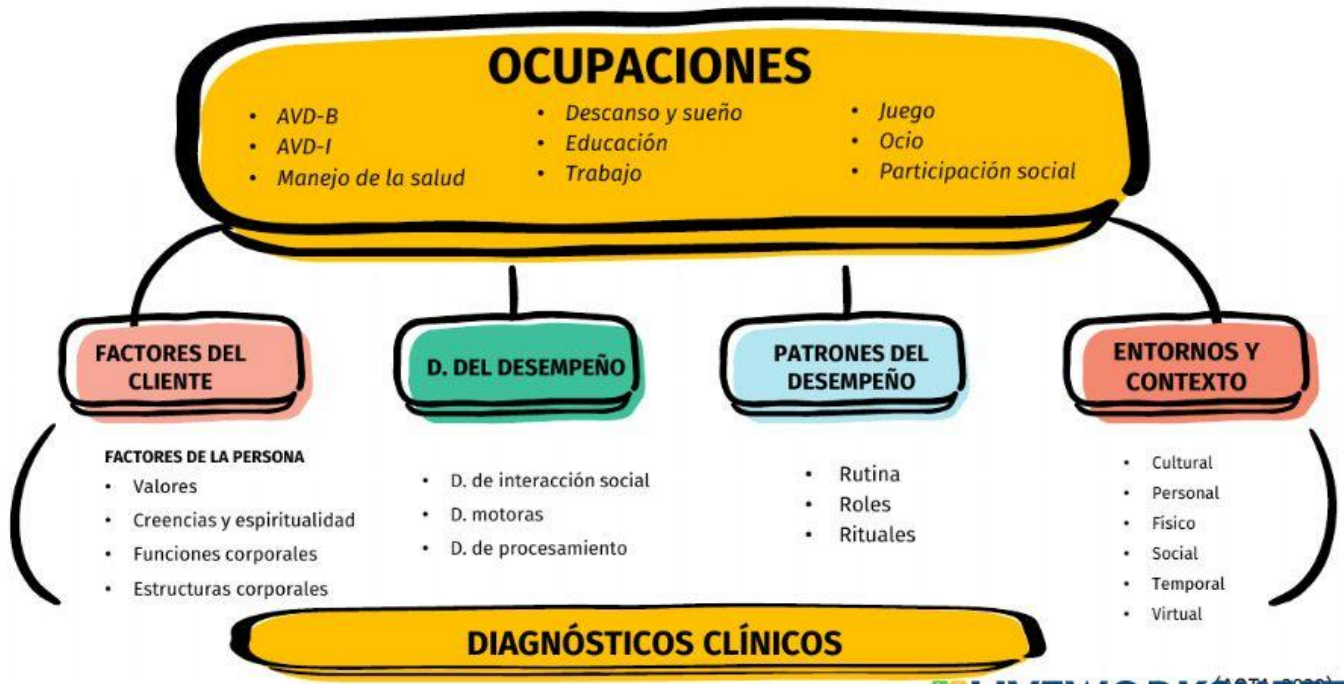 OCUPACIONES
• AVD-B
• AVD-I
• Manejo de la salud
• Descanso y sueño
• Educación
• Trabajo
• Juego
• Ocio
• Participación social
FACTORES DEL
CLIENTE
D. DEL DESEMPEÑO
PATRONES DEL
DESEMPEÑO
ENTORNOS Y
CONTEXTO
FACTORES DE LA PERSONA
• Valores
• Creencias y espiritualidad
• Funciones corporales
• Estructuras corporales
• D. de interacción social
• D. motoras
• D. de procesamiento
• Rutina
• Roles
• Rituales
• Cultural
• Personal
• Físico
• Social
• Temporal
• Virtual
DIAGNÓSTICOS CLÍNICOS